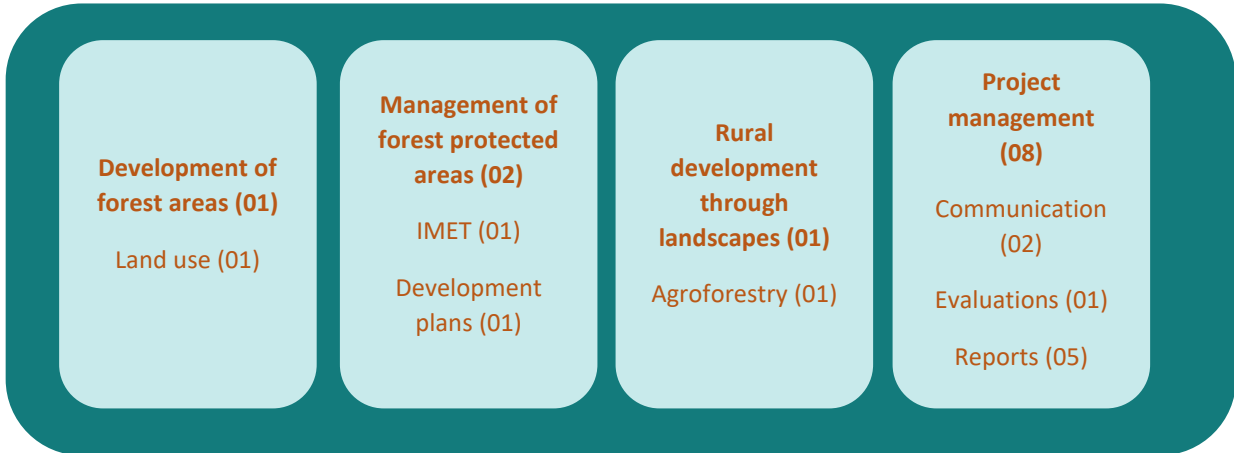 Development of
forest areas (01)
Land use (01)
Management of
forest protected
areas (02)
IMET (01)
Development
plans (01)
Rural
development
through
landscapes (01)
Agroforestry (01)
Project
management
(08)
Communication
(02)
Evaluations (01)
Reports (05)